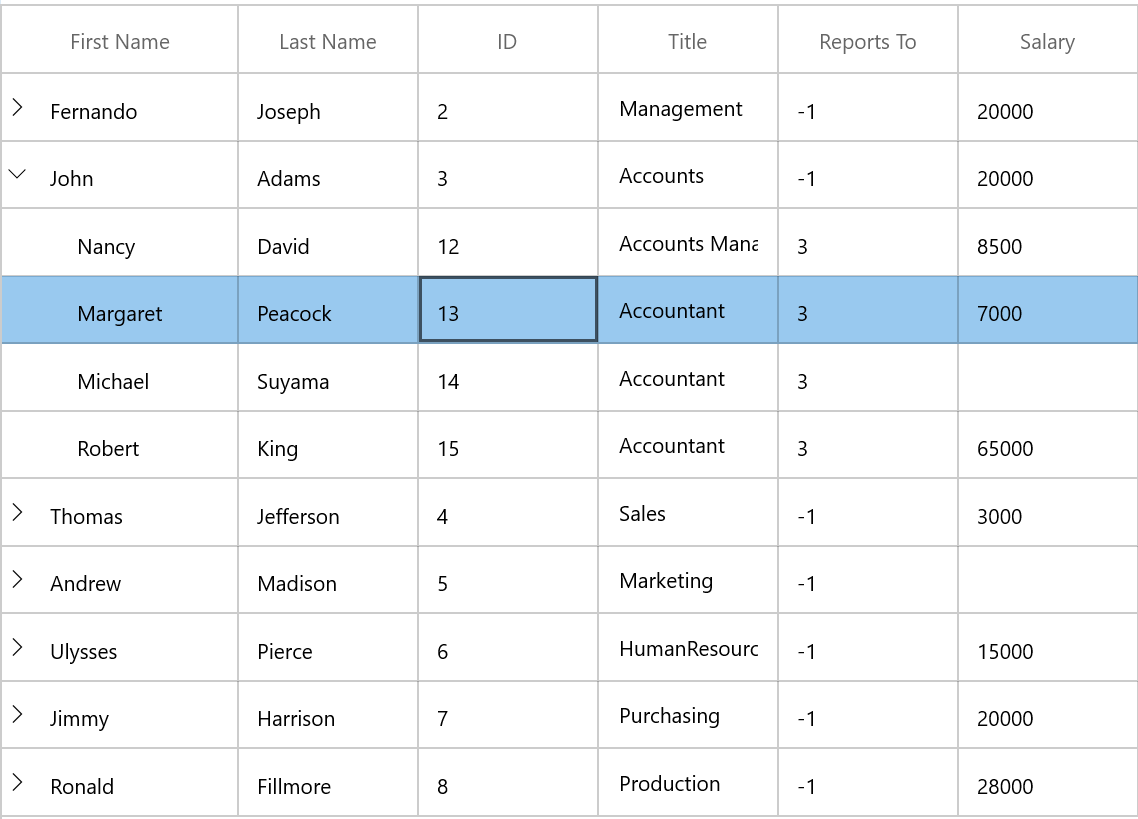 First Name Last Name ID Title Reports To Salary
Fernando Joseph 2 Management -1 20000
John Adams 3 Accounts -1 20000
Nancy David 12 Accounts Mana 3 8500
Margaret Peacock 13 Accountant 3 7000
Michael Suyama 14 Accountant 3
Robert King 15 Accountant 3 65000
Thomas Jefferson 4 Sales -1 3000
Andrew Madison 5 Marketing -1
Ulysses Pierce 6 HumanResourc -1 15000
Jimmy Harrison 7 Purchasing -1 20000
Ronald Fillmore 8 Production -1 28000